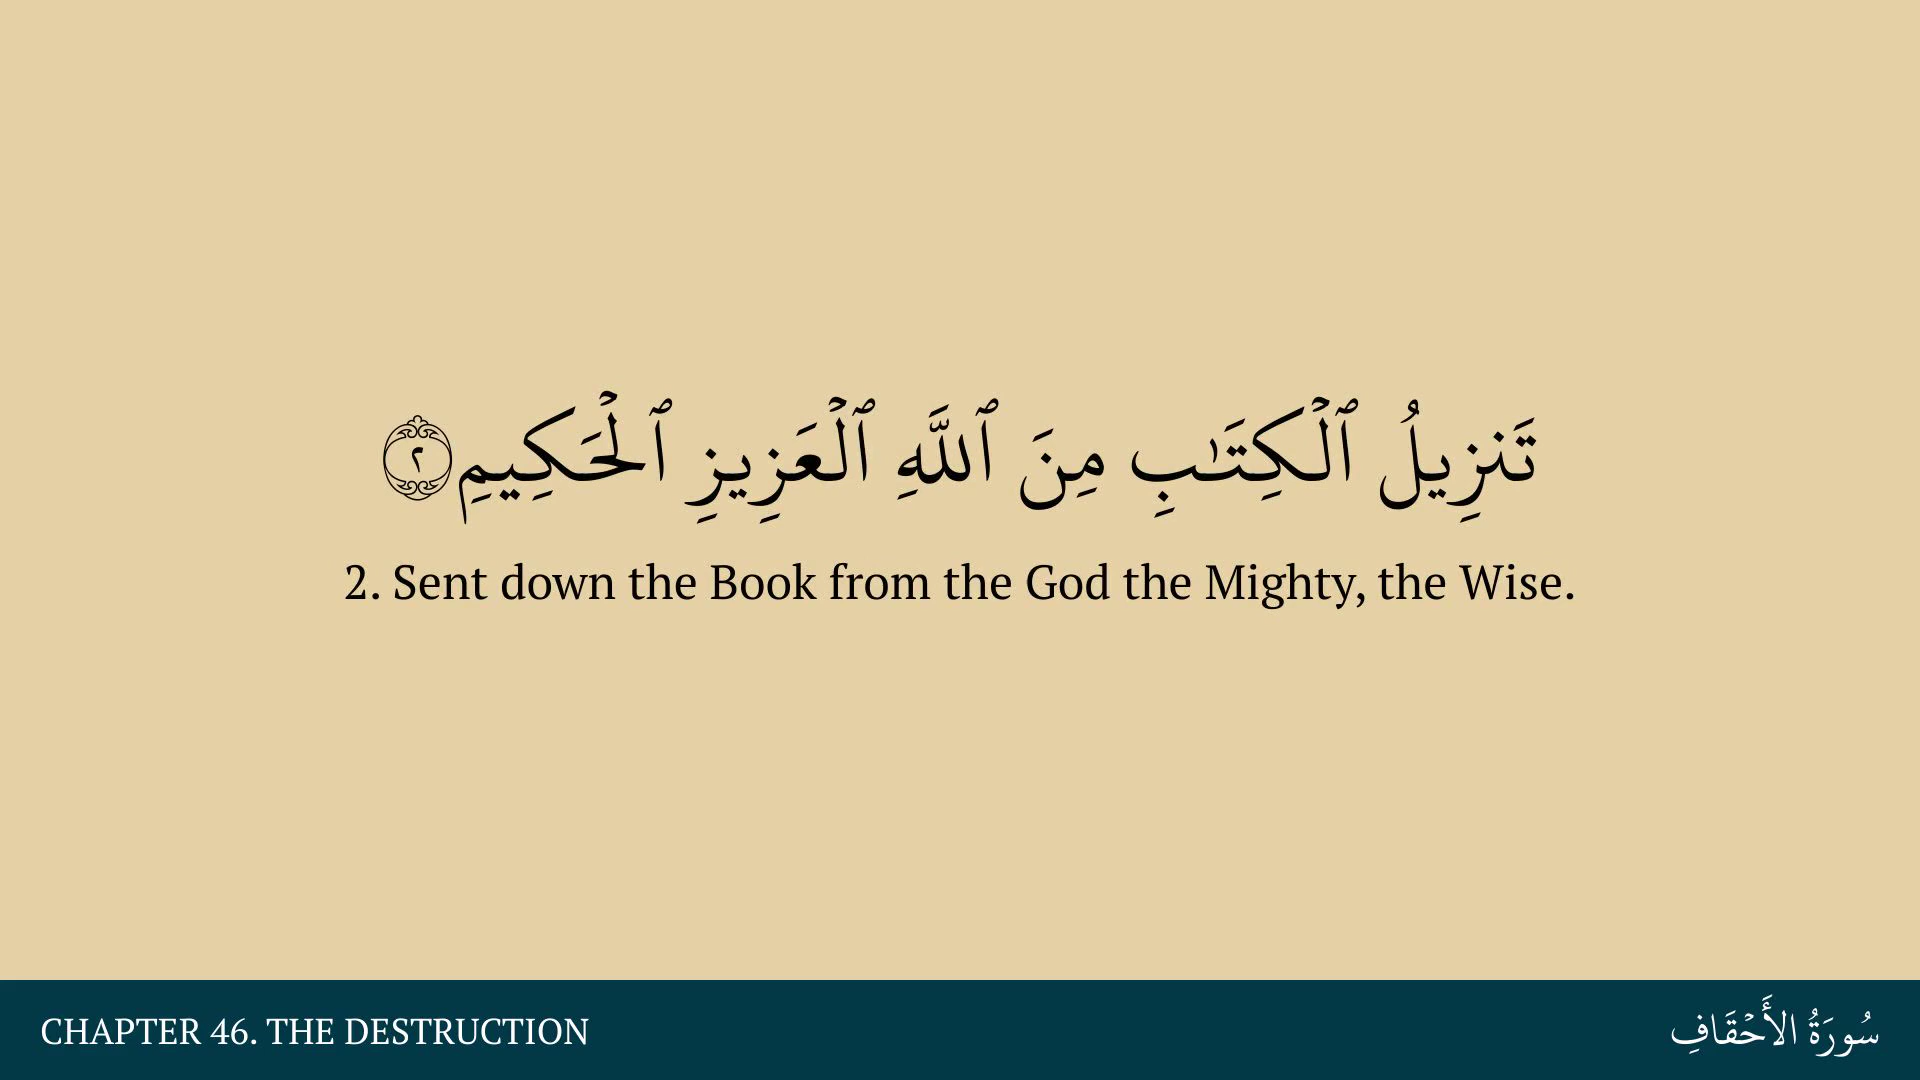 تَنزِيلُ ٱلۡكِتَـٰبِ مِنَ ٱللَّهِ ٱلۡعَزِيزِ ٱلۡحَكِيمِ ٢
2. Sent down the Book from the God the Mighty, the Wise.
CHAPTER 46. THE DESTRUCTION
سُورَةُ الأَحۡقَافِ